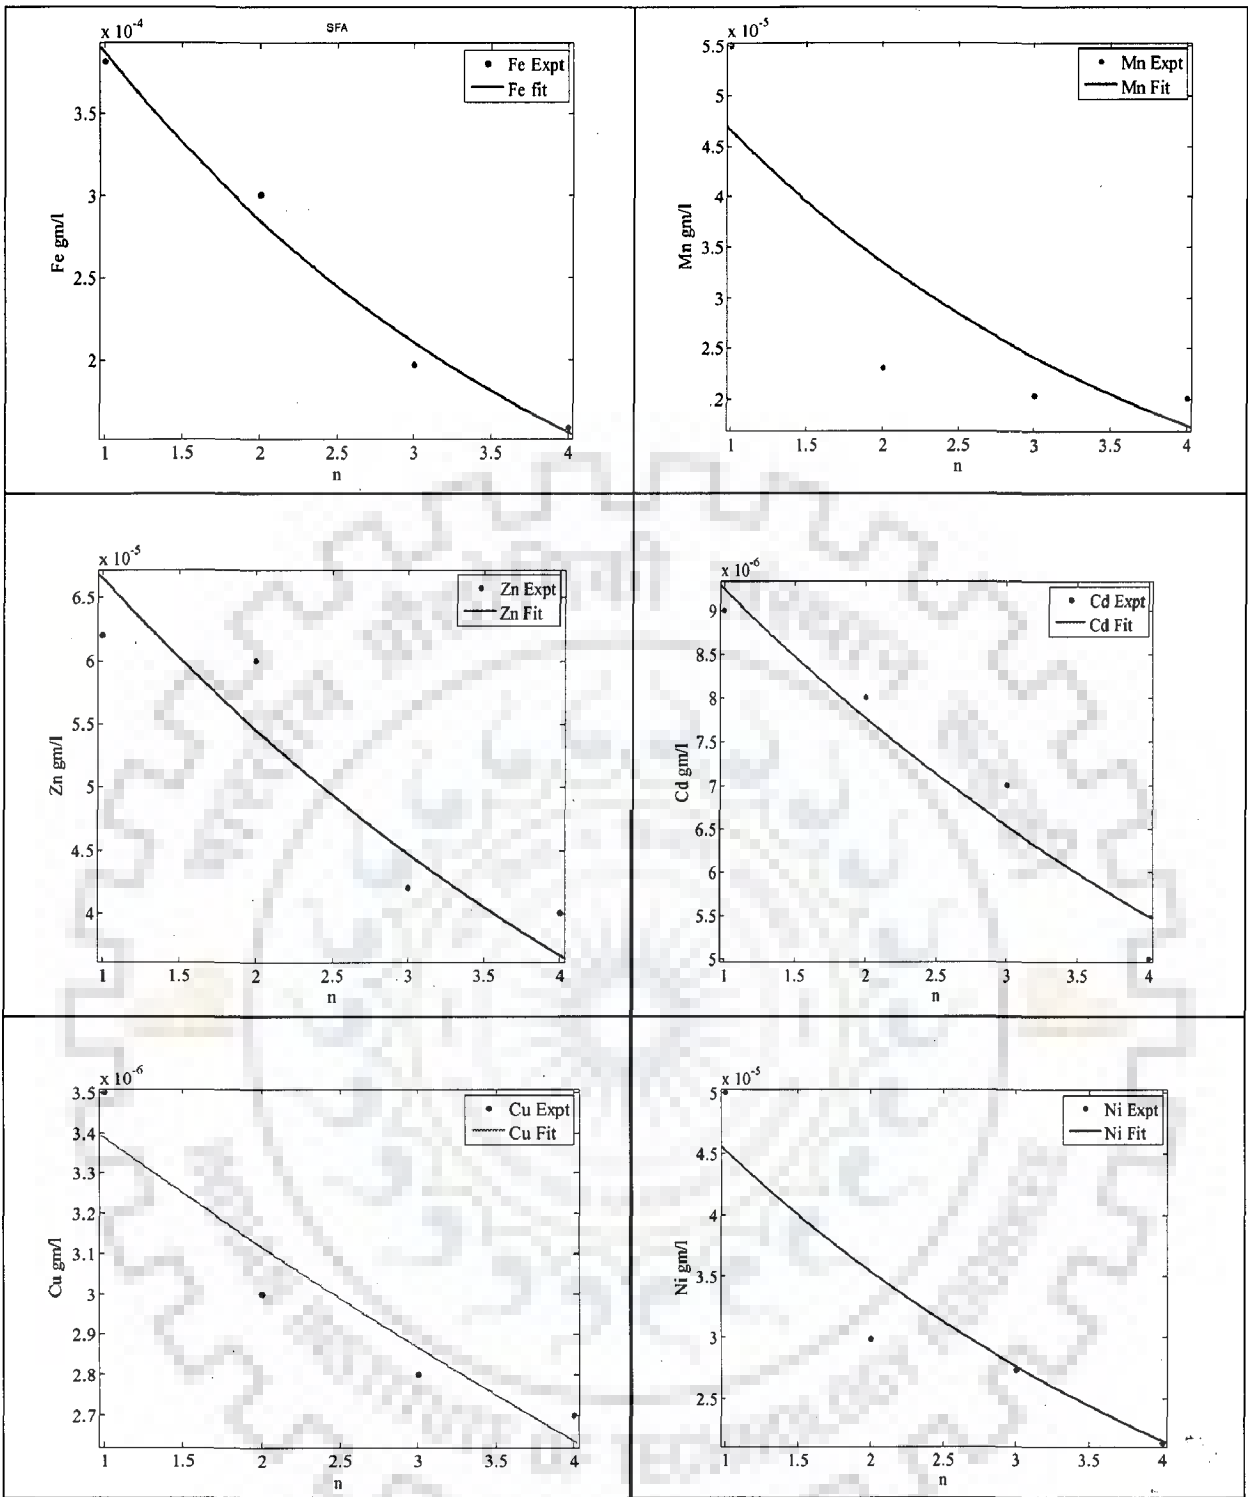 SFA
x 10-4
Fe Expt
Fe fit
3.5
3
2.5
2
Fe gm/l
1 1.5 2 2.5 3 3.5 4
n
x 10-5
Mn Expt
Mn Fit
5.5
5
4.5
4
3.5
3
2.5
2
Mn gm/l
1 1.5 2 2.5 3 3.5 4
n
x 10-5
Zn Expt
Zn Fit
6.5
6
5.5
5
4.5
4
Zn gm/l
1 1.5 2 2.5 3 3.5 4
n
x 10-6
Cd Expt
Cd Fit
9
8.5
8
7.5
7
6.5
6
5.5
5
Cd gm/l
1 1.5 2 2.5 3 3.5 4
n
x 10-6
Cu Expt
Cu Fit
3.5
3.4
3.3
3.2
3.1
3
2.9
2.8
2.7
Cu gm/l
1 1.5 2 2.5 3 3.5 4
n
x 10-5
Ni Expt
Ni Fit
5
4.5
4
3.5
3
2.5
Ni gm/l
1 1.5 2 2.5 3 3.5 4
n